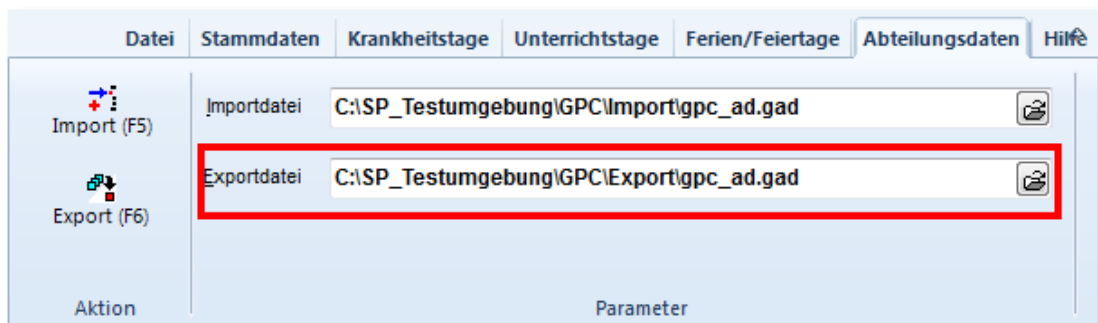 Datei Stammdaten Krankheitstage Unterrichtstage Ferien/Feiertage Abteilungsdaten Hilfe
Import (F5)
Importdatei C:\SP_Testumgebung\GPC\Import\gpc_ad.gad
Exportdatei C:\SP_Testumgebung\GPC\Export\gpc_ad.gad
Export (F6)
Aktion Parameter